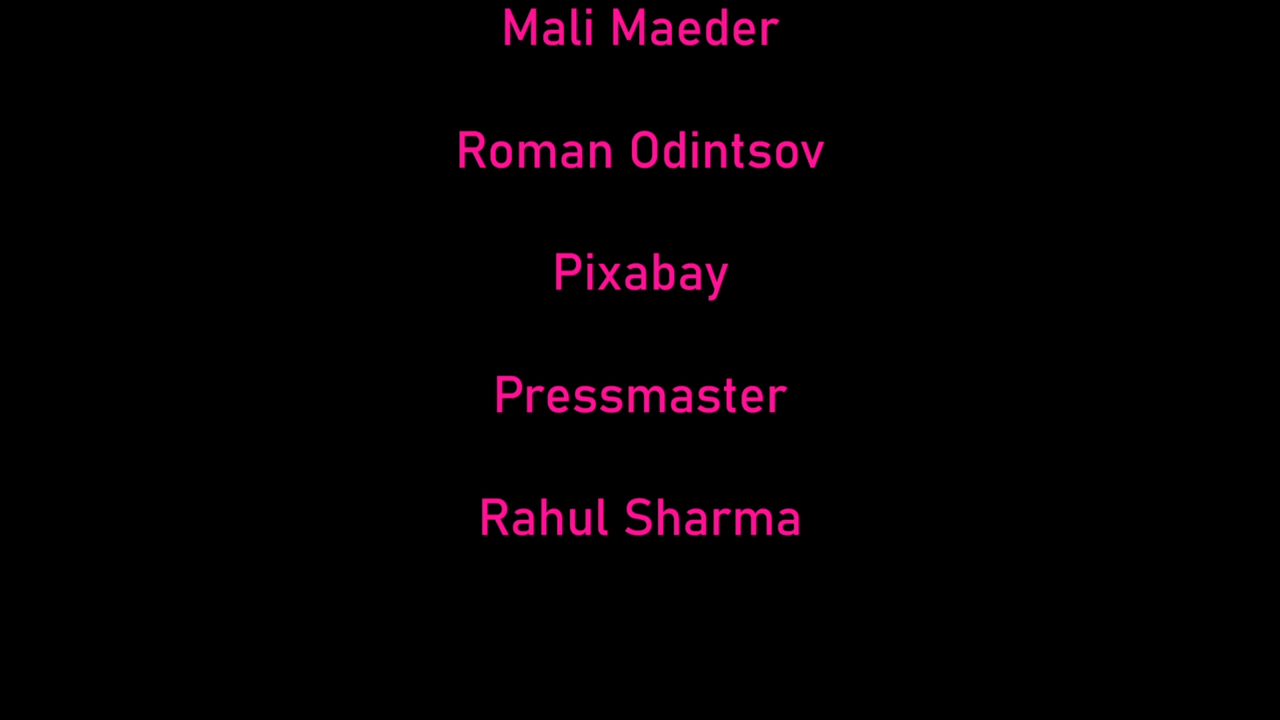 Mali Maeder
Roman Odintsov
Pixabay
Pressmaster
Rahul Sharma